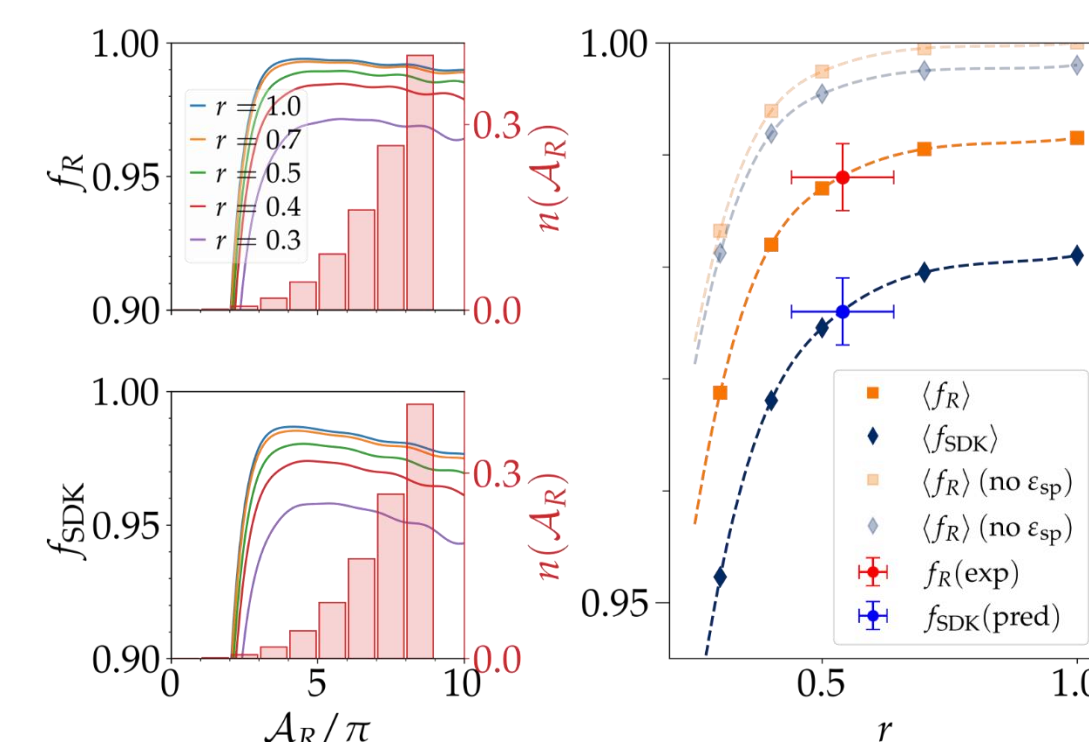 1.00
0.95
0.90
f_R
r = 1.0
r = 0.7
r = 0.5
r = 0.4
r = 0.3
0.3
0.0
n(𝒜_R)
1.00
0.95
0.90
f_SDK
0.3
0.0
n(𝒜_R)
0 5 10
𝒜_R / π
1.00
0.95
⟨f_R⟩
⟨f_SDK⟩
⟨f_R⟩ (no ε_sp)
⟨f_R⟩ (no ε_sp)
f_R(exp)
f_SDK(pred)
0.5 1.0
r